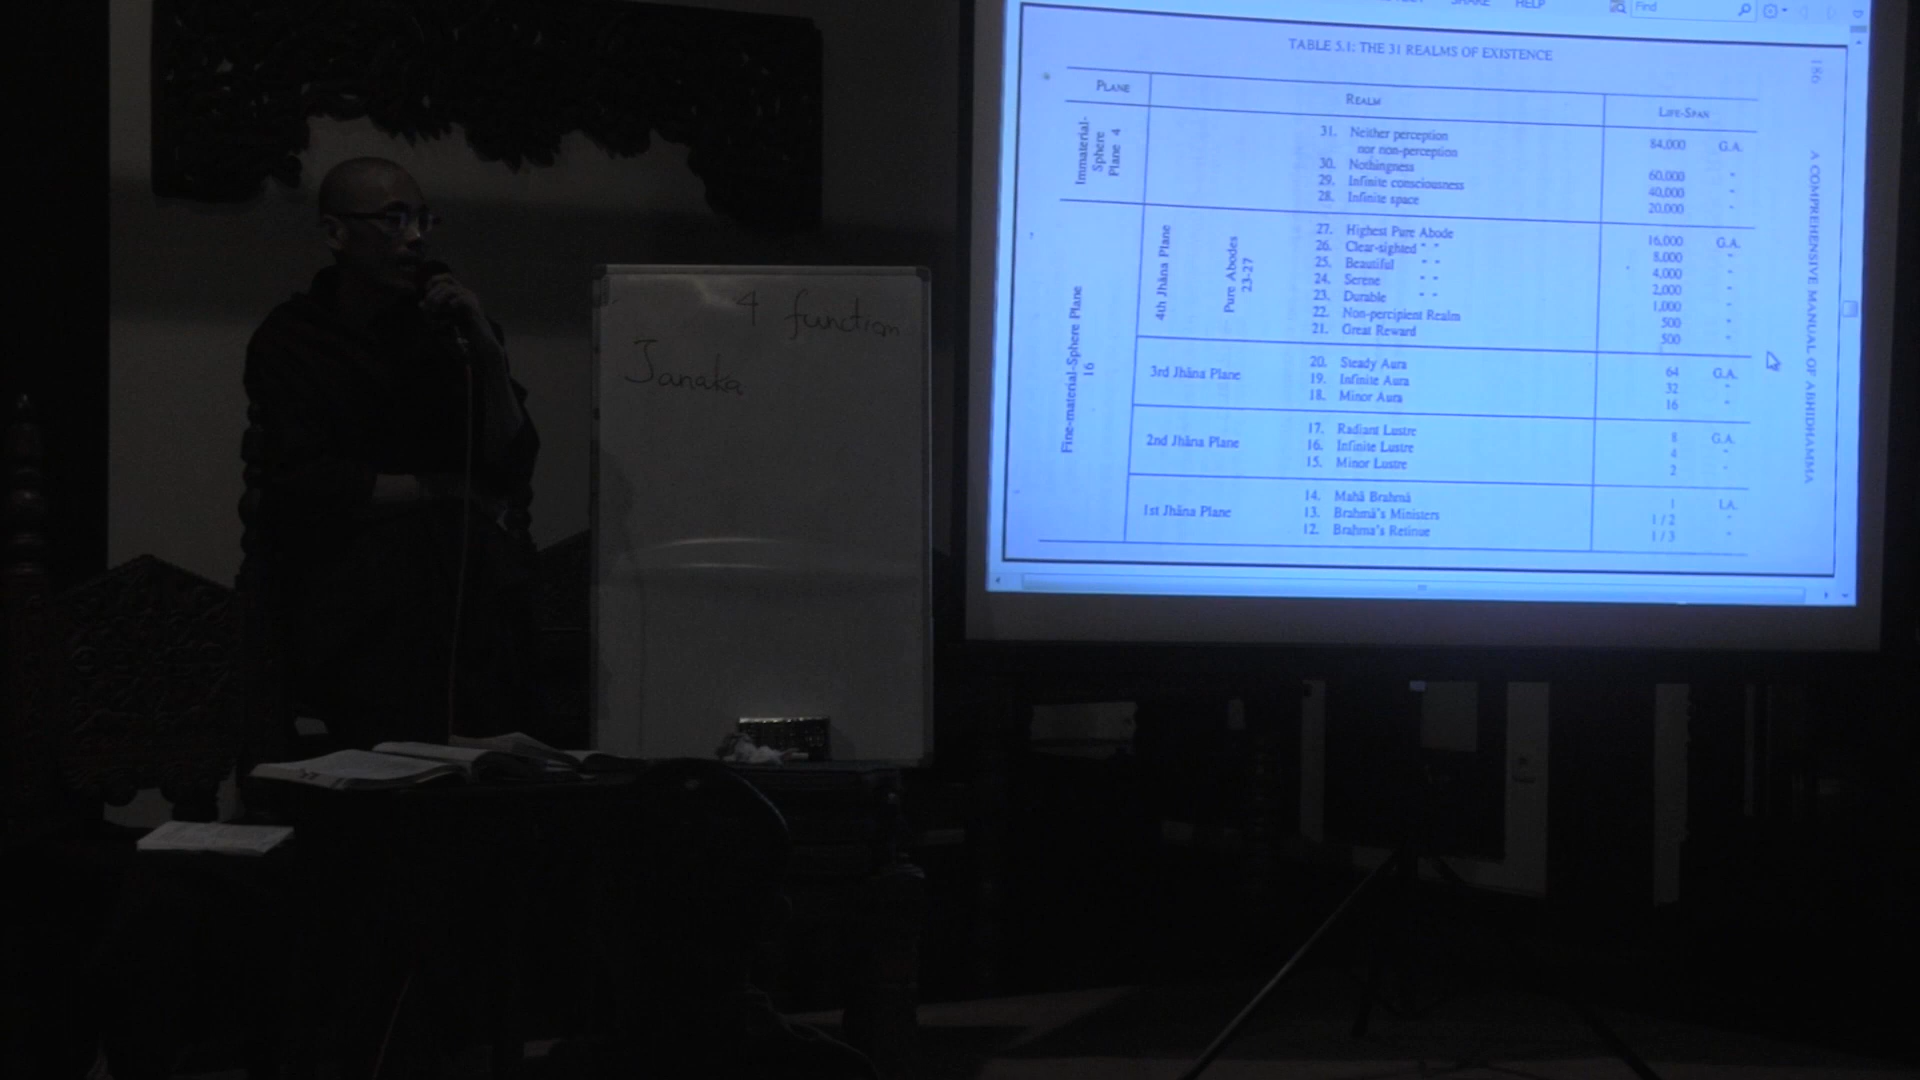 4 function
Janaka
SHARE HELP
Find
TABLE 5.1: THE 31 REALMS OF EXISTENCE
186
A COMPREHENSIVE MANUAL OF ABHIDHAMMA
PLANE REALM LIFE-SPAN
Immaterial-
Sphere
Plane 4
31. Neither perception
nor non-perception 84,000 G.A.
30. Nothingness 60,000 "
29. Infinite consciousness 40,000 "
28. Infinite space 20,000 "
Fine-material-Sphere Plane
16
4th Jhāna Plane
Pure Abodes
23-27
27. Highest Pure Abode 16,000 G.A.
26. Clear-sighted " " 8,000 "
25. Beautiful " " 4,000 "
24. Serene " " 2,000 "
23. Durable " " 1,000 "
22. Non-percipient Realm 500 "
21. Great Reward 500 "
3rd Jhāna Plane
20. Steady Aura 64 G.A.
19. Infinite Aura 32 "
18. Minor Aura 16 "
2nd Jhāna Plane
17. Radiant Lustre 8 G.A.
16. Infinite Lustre 4 "
15. Minor Lustre 2 "
1st Jhāna Plane
14. Mahā Brahmā 1 I.A.
13. Brahmā's Ministers 1/2 "
12. Brahma's Retinue 1/3 "